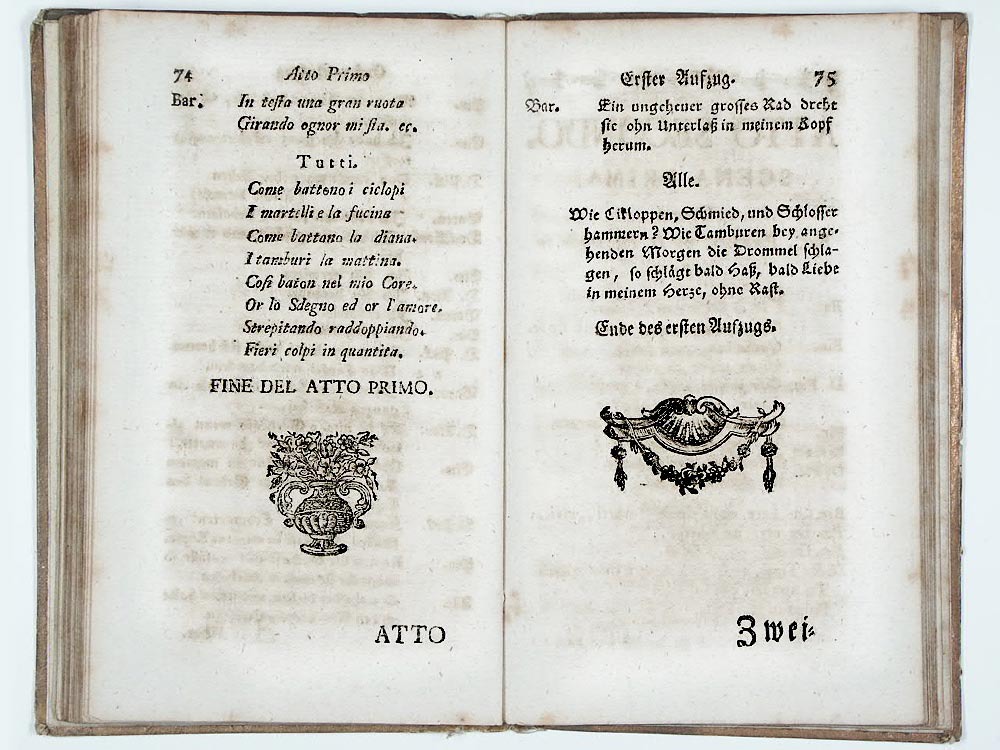 74 Atto Primo
Bar. In testa una gran ruota
Girando ognor mi sta. ec.
Tutti.
Come battono i ciclopi
I martelli e la fucina
Come battano la diana.
I tamburi la mattina.
Cosi baton nel mio Core.
Or lo Sdegno ed or l'amore.
Strepitando raddoppiando.
Fieri colpi in quantita.
FINE DEL ATTO PRIMO.
ATTO
Erster Aufzug. 75
Bar. Ein ungeheuer grosses Rad dreht
sie ohn Unterlaß in meinem Kopf
herum.
Alle.
Wie Cikloppen, Schmied, und Schlosser
hammern? Wie Tamburen bey ange-
henden Morgen die Drommel schla-
gen, so schlägt bald Haß, bald Liebe
in meinem Herze, ohne Rast.
Ende des ersten Aufzugs.
Zwei-